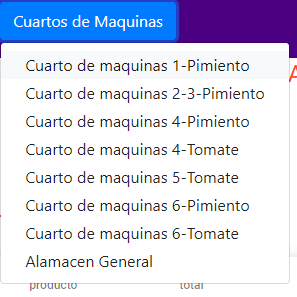 Cuartos de Maquinas
Cuarto de maquinas 1-Pimiento
A
Cuarto de maquinas 2-3-Pimiento
Cuarto de maquinas 4-Pimiento
Cuarto de maquinas 4-Tomate
Cuarto de maquinas 5-Tomate
Cuarto de maquinas 6-Pimiento
Cuarto de maquinas 6-Tomate
Alamacen General
producto total